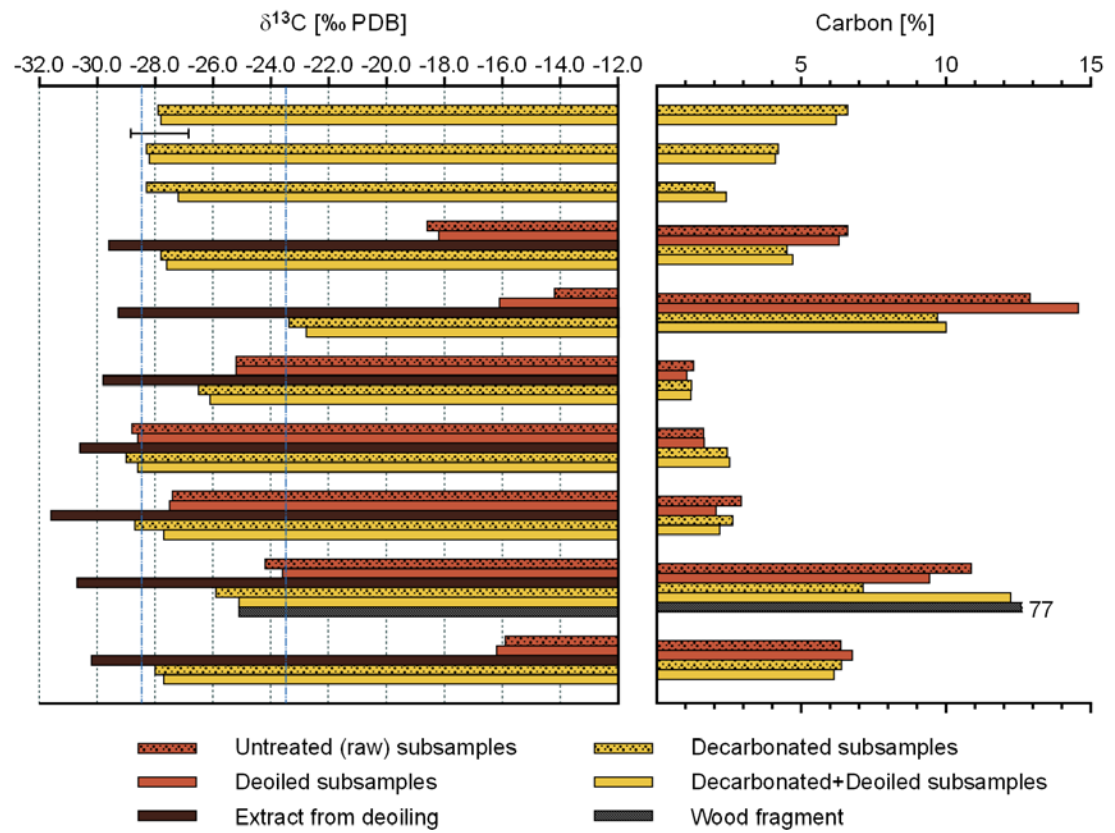 δ¹³C [‰ PDB] Carbon [%]
-32.0 -30.0 -28.0 -26.0 -24.0 -22.0 -20.0 -18.0 -16.0 -14.0 -12.0 5 10 15
77
Untreated (raw) subsamples Decarbonated subsamples
Deoiled subsamples Decarbonated+Deoiled subsamples
Extract from deoiling Wood fragment